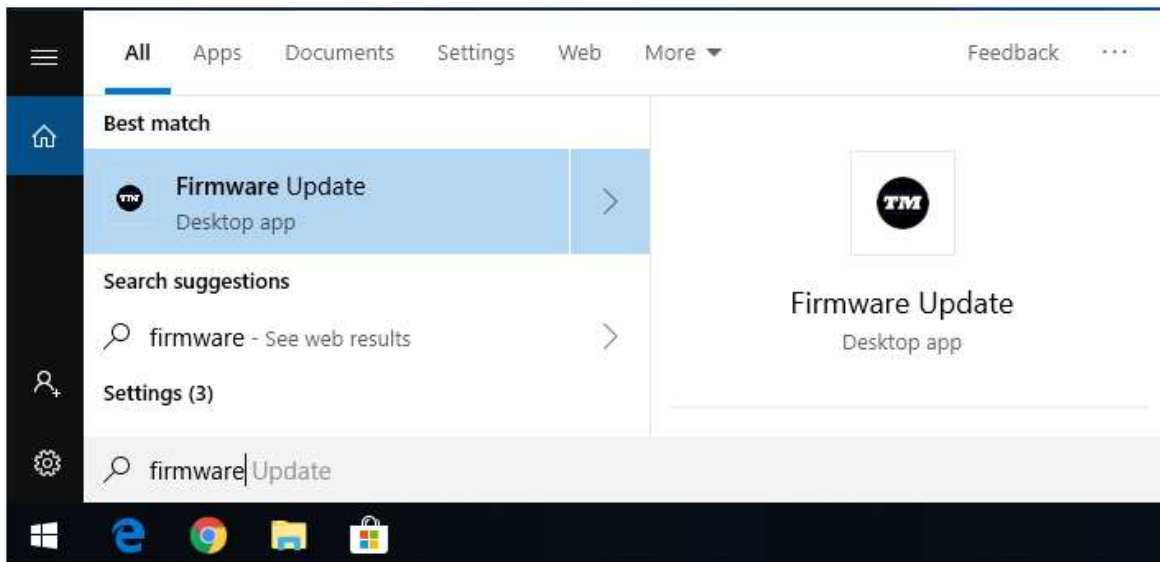 All Apps Documents Settings Web More Feedback ...
Best match
TM
Firmware Update
Desktop app
Search suggestions
firmware - See web results
Settings (3)
TM
Firmware Update
Desktop app
firmware Update